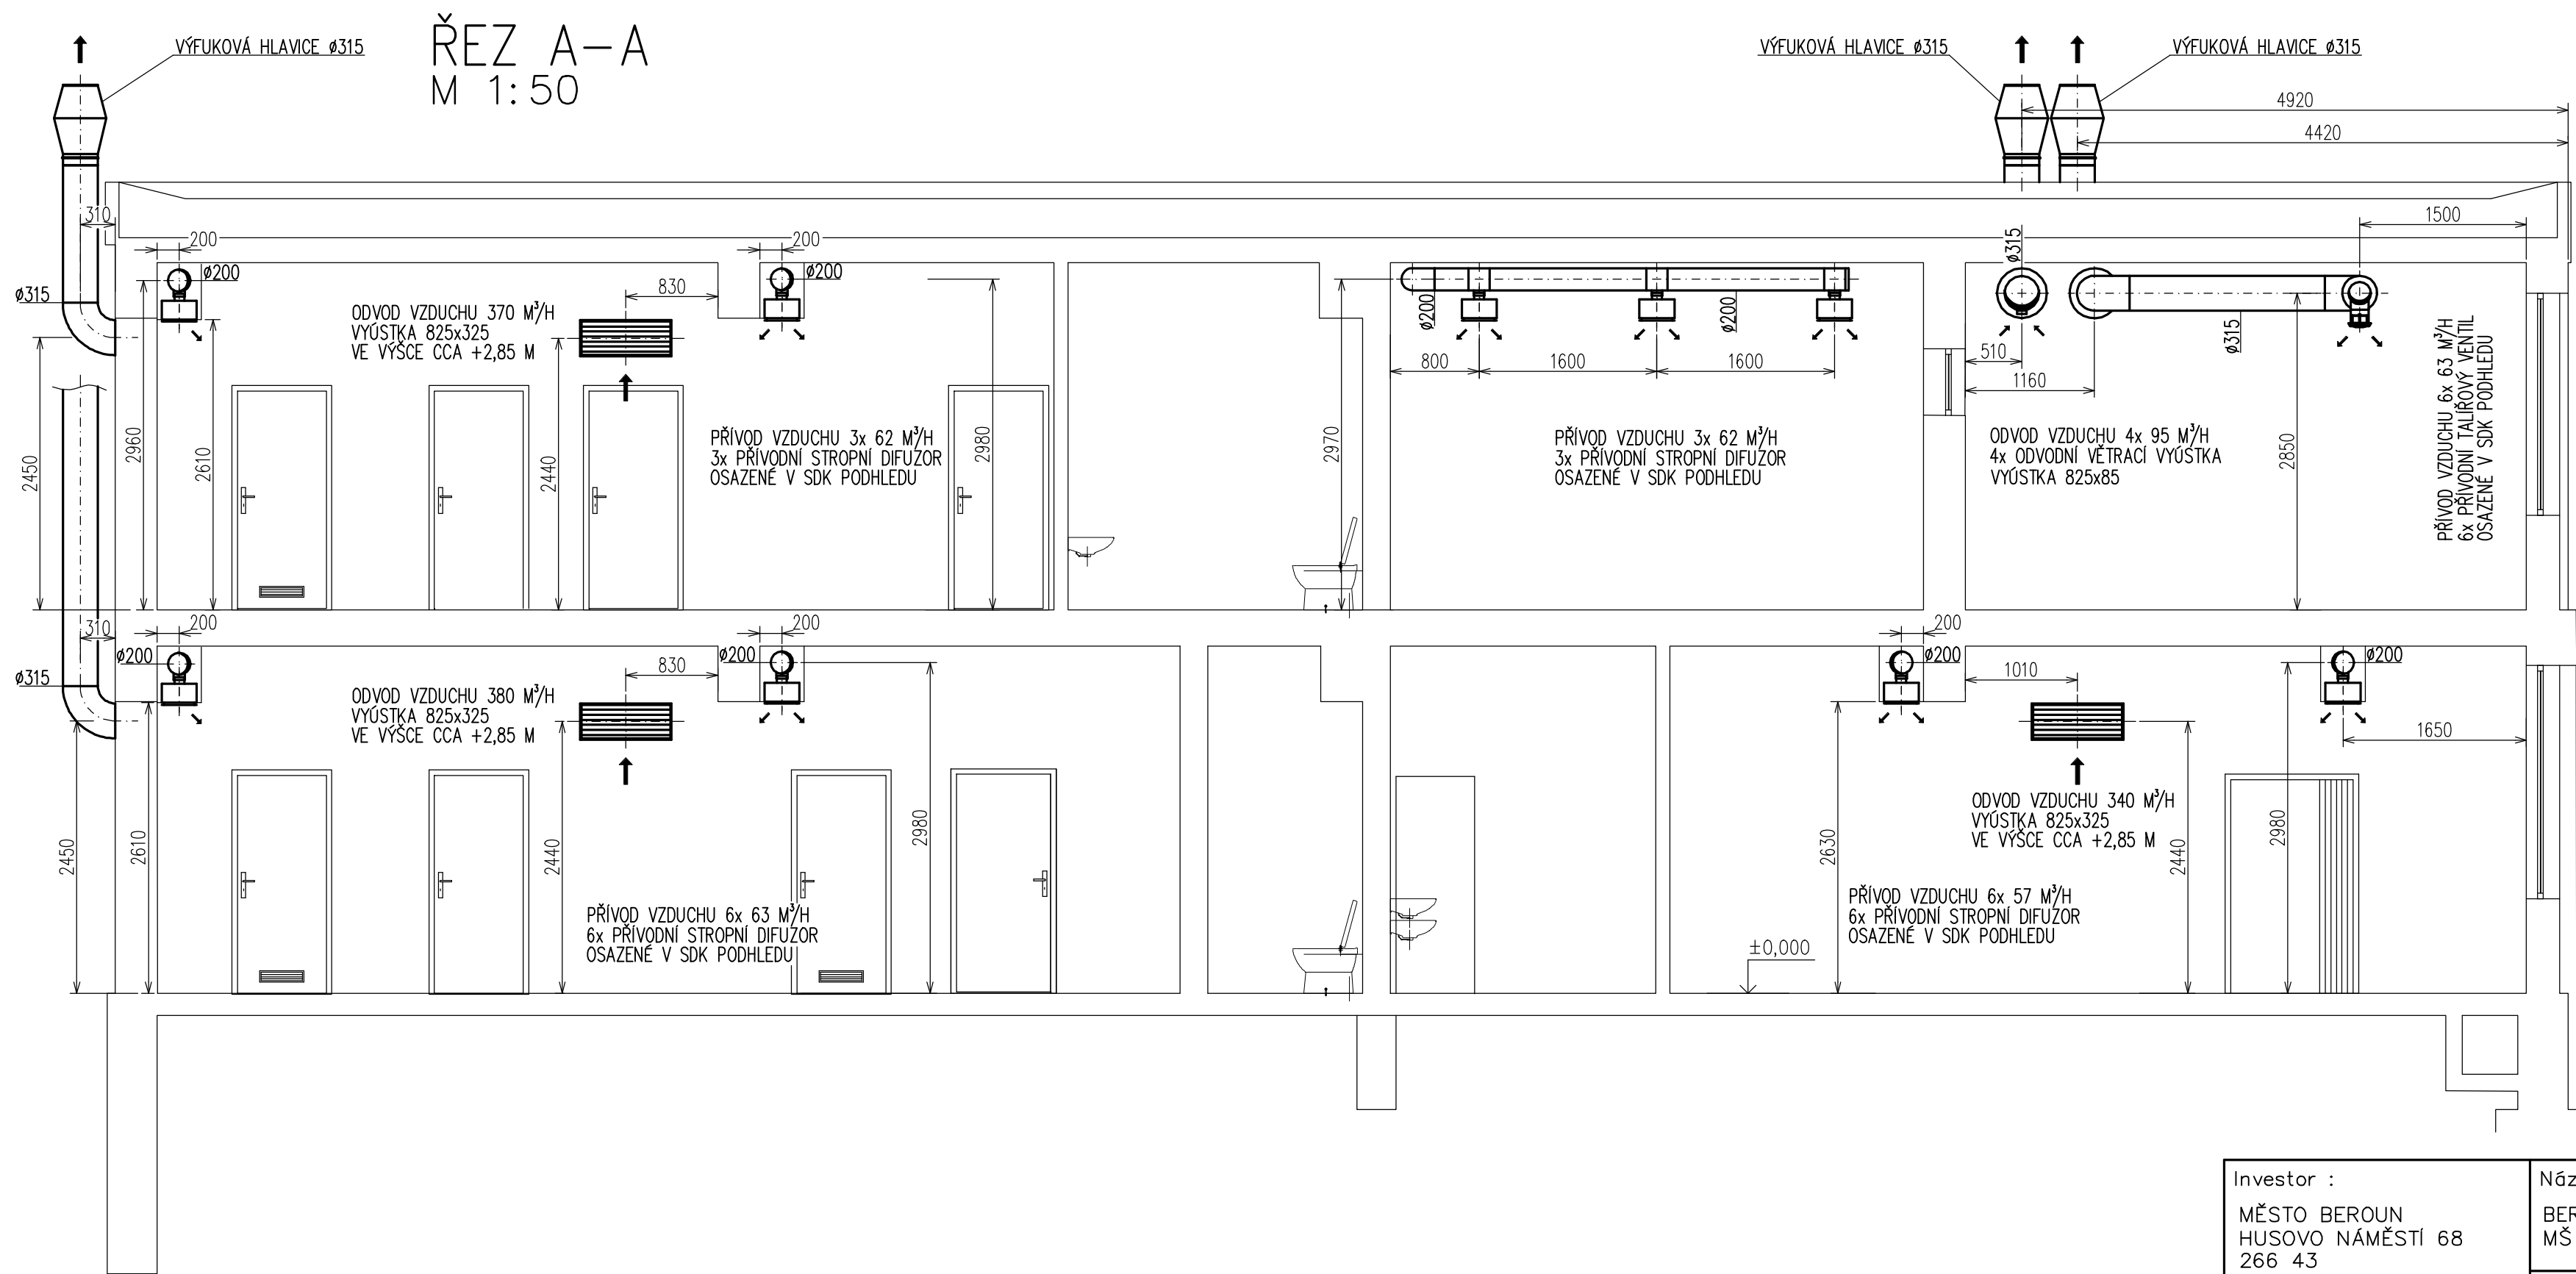 ŘEZ A-A
M 1:50
VÝFUKOVÁ HLAVICE ø315
VÝFUKOVÁ HLAVICE ø315
VÝFUKOVÁ HLAVICE ø315
4920
4420
310
200
200
ø315
1500
ø200
ø200
830
ø315
ODVOD VZDUCHU 370 M³/H
VYÚSTKA 825x325
VE VÝŠCE CCA +2,85 M
ø200
ø200
ø315
800
1600
1600
510
1160
2450
2960
2610
2440
PŘÍVOD VZDUCHU 3x 62 M³/H
3x PŘÍVODNÍ STROPNÍ DIFUZOR
OSAZENÉ V SDK PODHLEDU
2980
2970
PŘÍVOD VZDUCHU 3x 62 M³/H
3x PŘÍVODNÍ STROPNÍ DIFUZOR
OSAZENÉ V SDK PODHLEDU
ODVOD VZDUCHU 4x 95 M³/H
4x ODVODNÍ VĚTRACÍ VYÚSTKA
VYÚSTKA 825x85
2850
PŘÍVOD VZDUCHU 6x 63 M³/H
6x PŘÍVODNÍ TALÍŘOVÝ VENTIL
OSAZENÉ V SDK PODHLEDU
310
200
200
200
ø200
ø315
830
ø200
ø200
1010
ø200
ODVOD VZDUCHU 380 M³/H
VYÚSTKA 825x325
VE VÝŠCE CCA +2,85 M
1650
2450
2610
2440
2980
2630
ODVOD VZDUCHU 340 M³/H
VYÚSTKA 825x325
VE VÝŠCE CCA +2,85 M
2440
2980
PŘÍVOD VZDUCHU 6x 63 M³/H
6x PŘÍVODNÍ STROPNÍ DIFUZOR
OSAZENÉ V SDK PODHLEDU
PŘÍVOD VZDUCHU 6x 57 M³/H
6x PŘÍVODNÍ STROPNÍ DIFUZOR
OSAZENÉ V SDK PODHLEDU
±0,000
Investor :
MĚSTO BEROUN
HUSOVO NÁMĚSTÍ 68
266 43
Náz
BER
MŠ